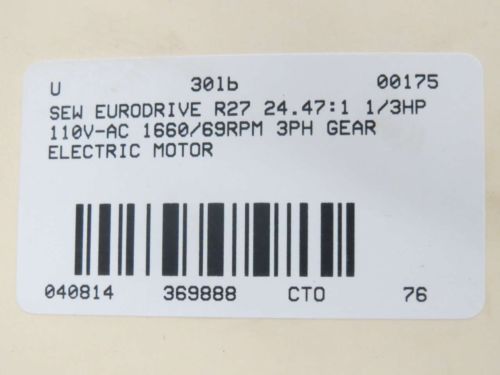 U 30lb 00175
SEW EURODRIVE R27 24.47:1 1/3HP
110V-AC 1660/69RPM 3PH GEAR
ELECTRIC MOTOR
040814 369888 CTO 76